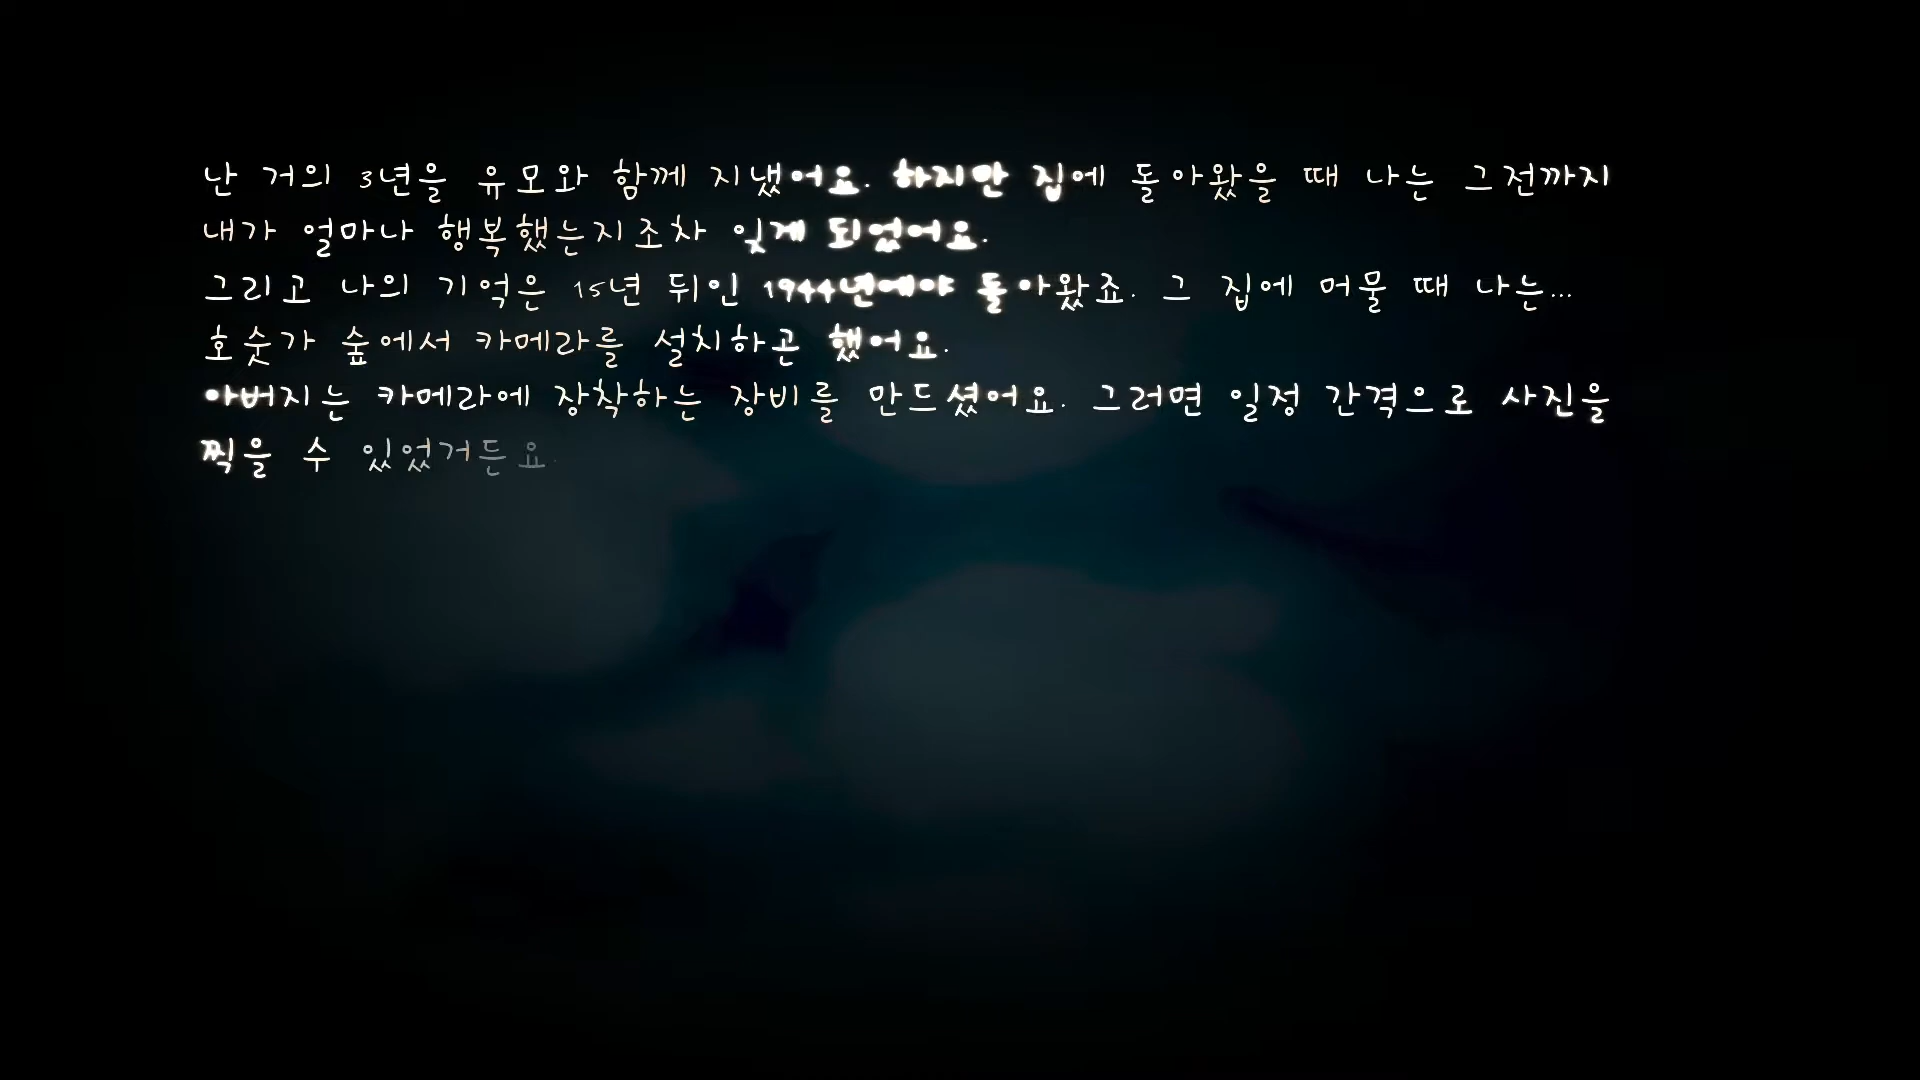 난 거의 3년을 유모와 함께 지냈어요. 하지만 집에 돌아왔을 때 나는 그전까지
내가 얼마나 행복했는지조차 잊게 되었어요.
그리고 나의 기억은 15년 뒤인 1944년에야 돌아왔죠. 그 집에 머물 때 나는...
호숫가 숲에서 카메라를 설치하곤 했어요.
아버지는 카메라에 장착하는 장비를 만드셨어요. 그러면 일정 간격으로 사진을
찍을 수 있었거든요.